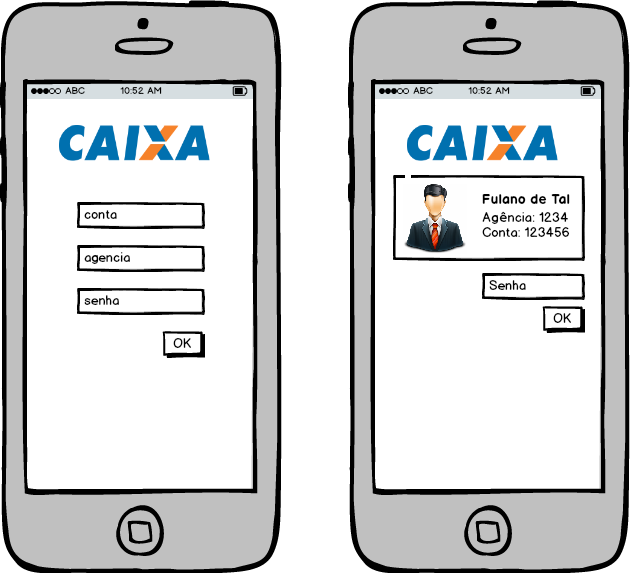 ABC 10:52 AM
CAIXA
conta
agencia
senha
OK
ABC 10:52 AM
CAIXA
Fulano de Tal
Agência: 1234
Conta: 123456
Senha
OK